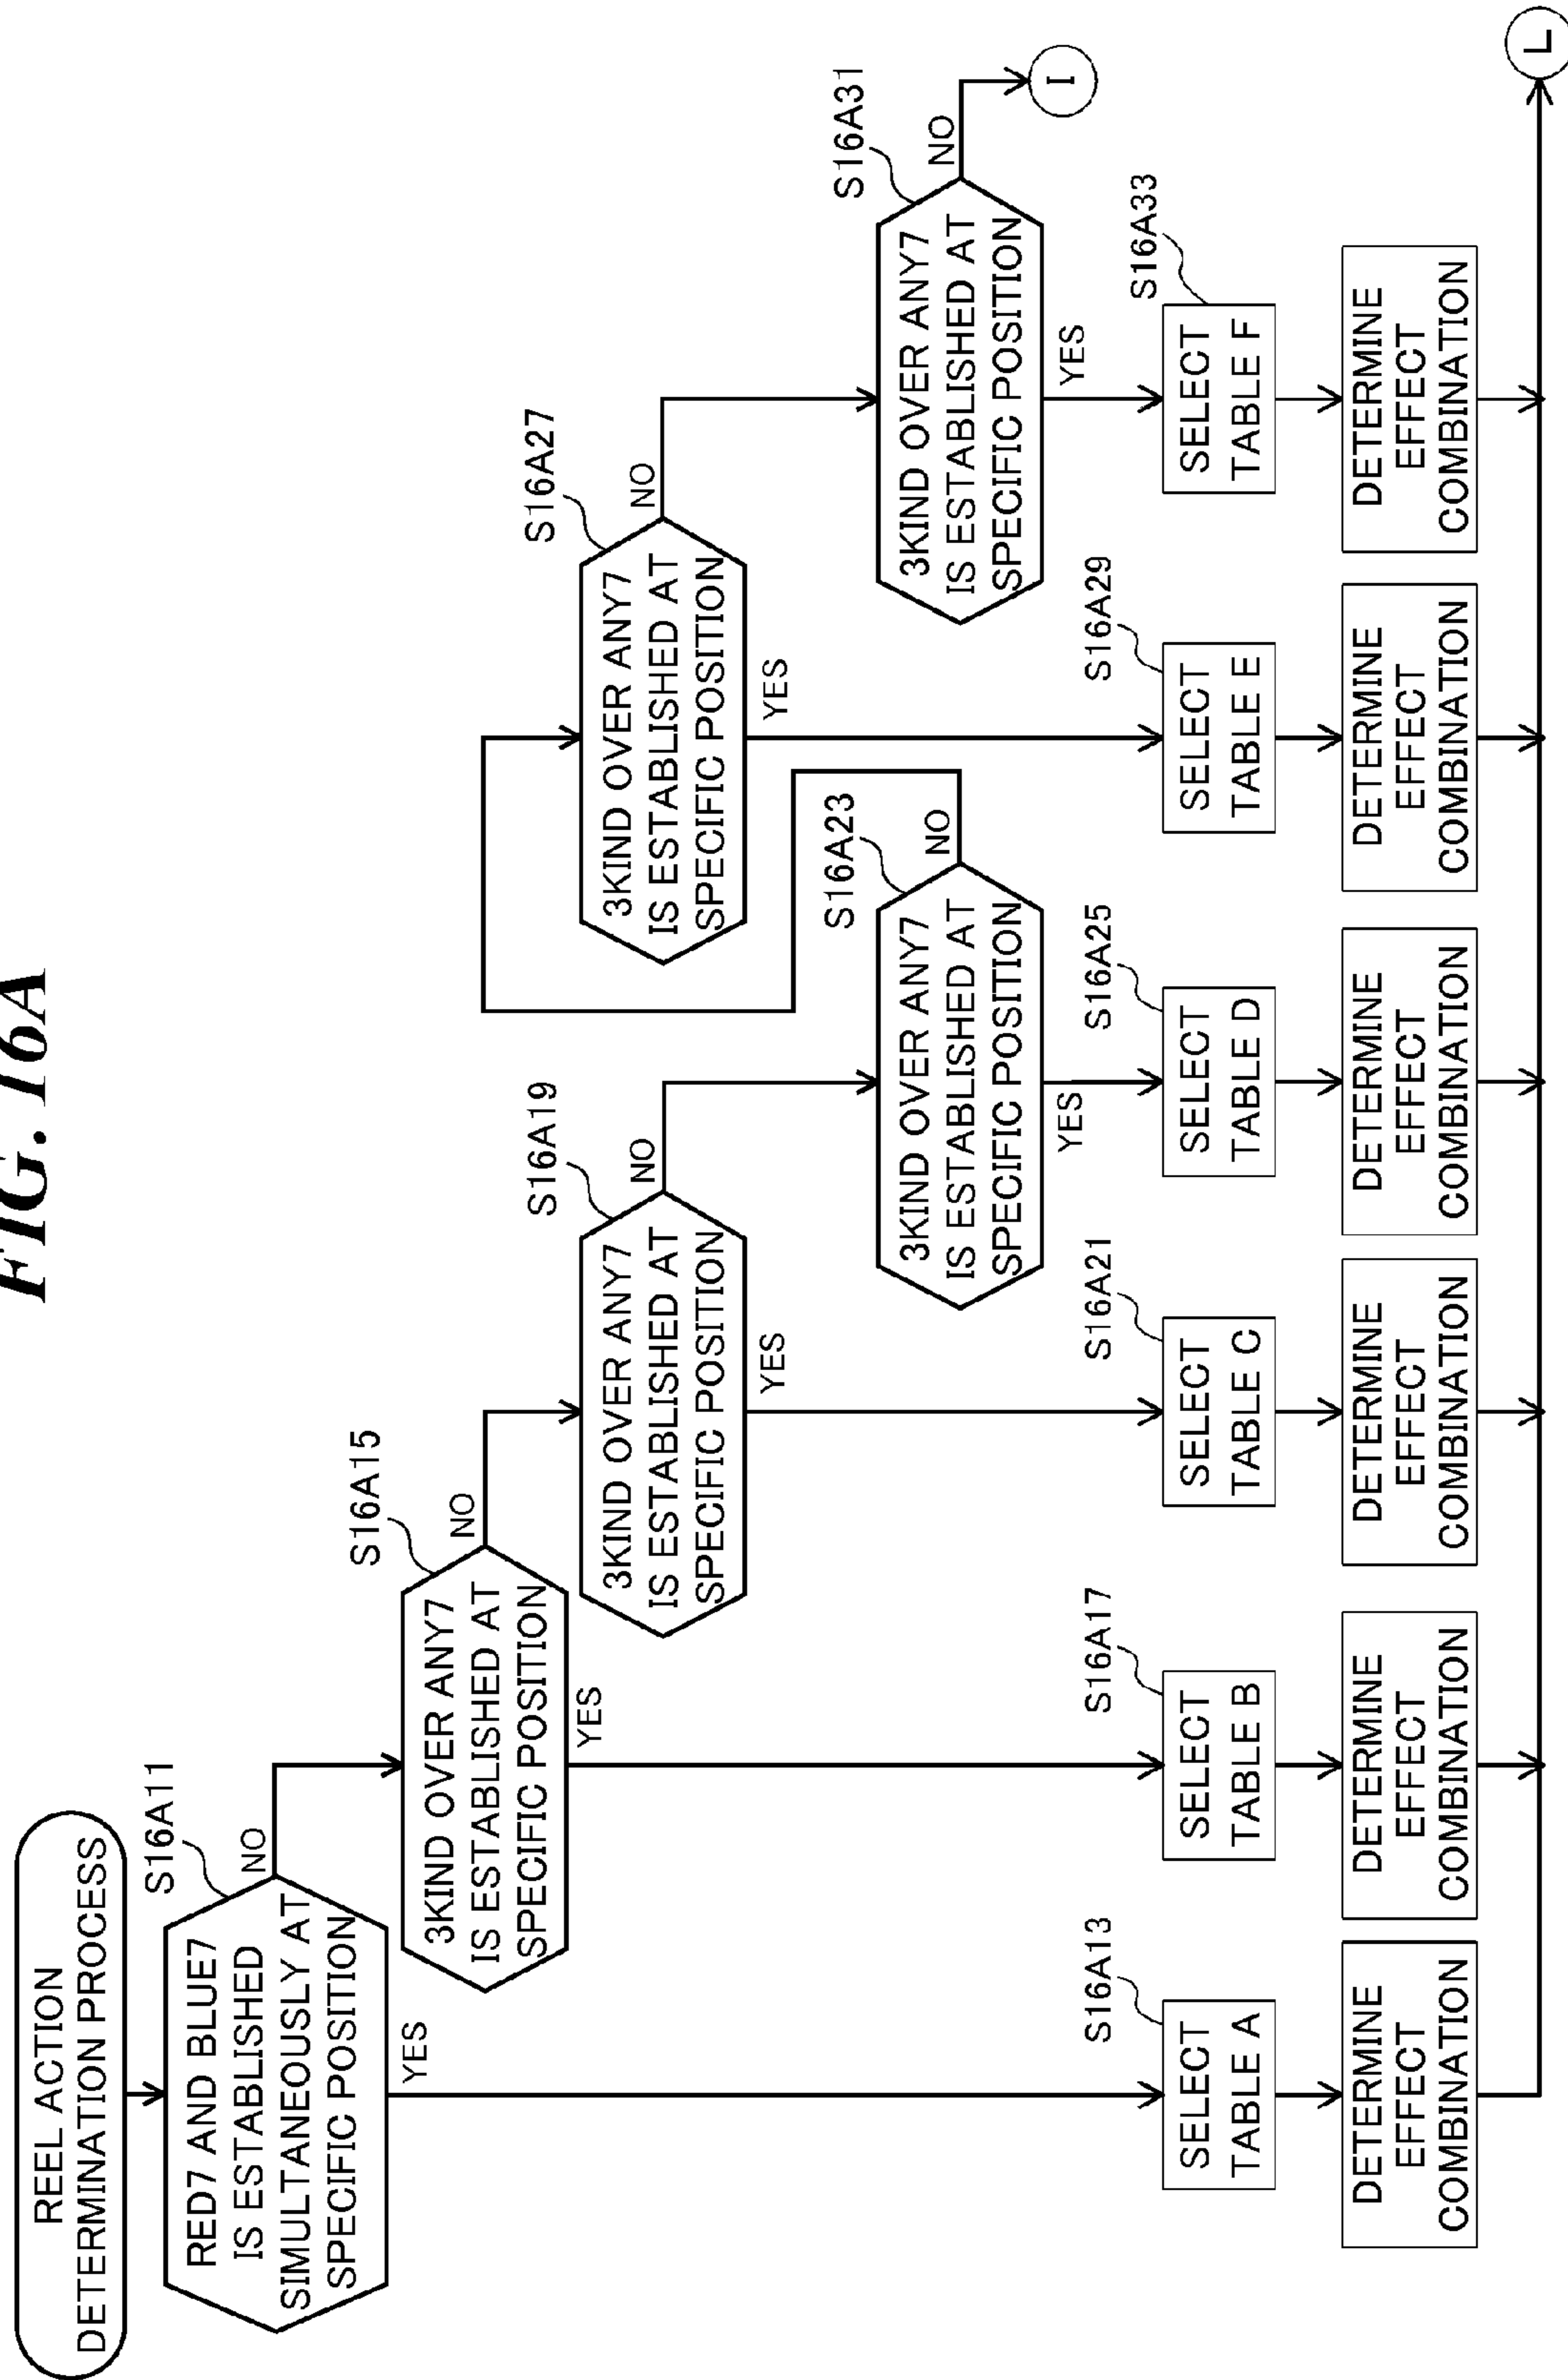 FIG. 16A
REEL ACTION
DETERMINATION PROCESS
S16A11
RED7 AND BLUE7
IS ESTABLISHED
SIMULTANEOUSLY AT
SPECIFIC POSITION
NO
YES
S16A15
3KIND OVER ANY7
IS ESTABLISHED AT
SPECIFIC POSITION
NO
YES
S16A19
3KIND OVER ANY7
IS ESTABLISHED AT
SPECIFIC POSITION
NO
YES
S16A23
3KIND OVER ANY7
IS ESTABLISHED AT
SPECIFIC POSITION
NO
YES
S16A27
3KIND OVER ANY7
IS ESTABLISHED AT
SPECIFIC POSITION
NO
YES
S16A31
3KIND OVER ANY7
IS ESTABLISHED AT
SPECIFIC POSITION
NO
YES
I
S16A13
SELECT
TABLE A
S16A17
SELECT
TABLE B
S16A21
SELECT
TABLE C
S16A25
SELECT
TABLE D
S16A29
SELECT
TABLE E
S16A33
SELECT
TABLE F
DETERMINE
EFFECT
COMBINATION
DETERMINE
EFFECT
COMBINATION
DETERMINE
EFFECT
COMBINATION
DETERMINE
EFFECT
COMBINATION
DETERMINE
EFFECT
COMBINATION
DETERMINE
EFFECT
COMBINATION
L